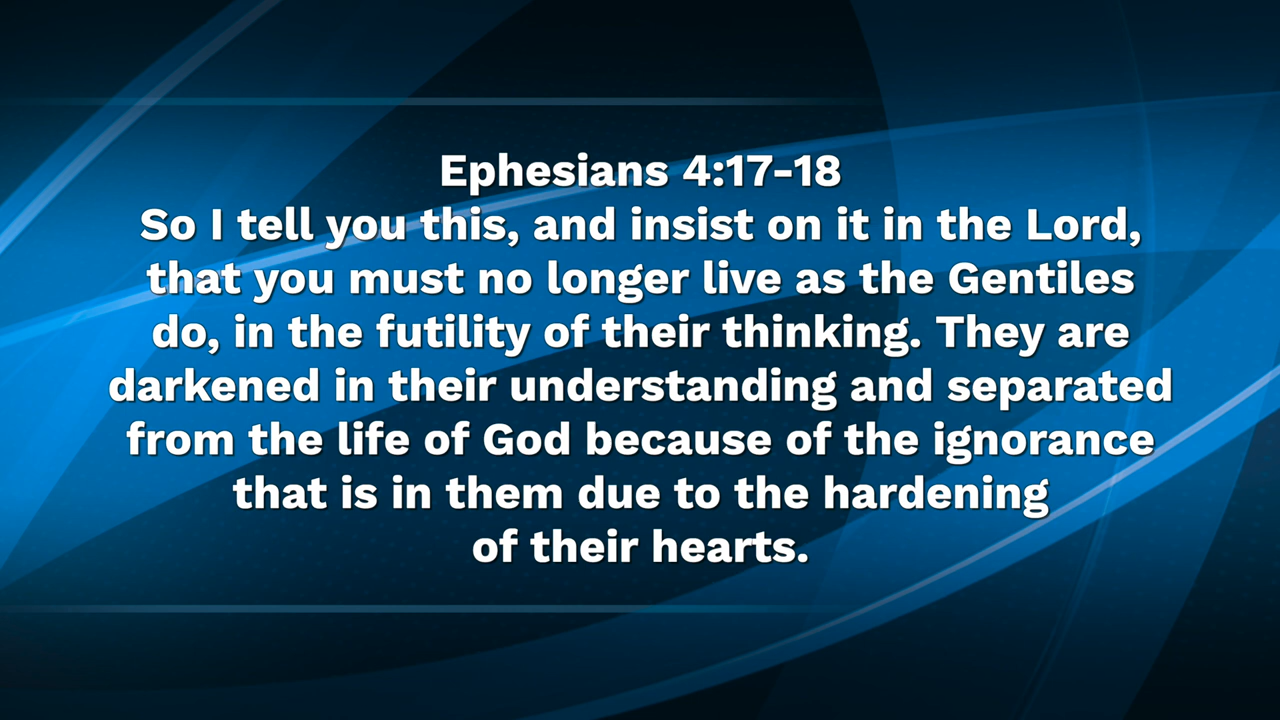 Ephesians 4:17-18
So I tell you this, and insist on it in the Lord,
that you must no longer live as the Gentiles
do, in the futility of their thinking. They are
darkened in their understanding and separated
from the life of God because of the ignorance
that is in them due to the hardening
of their hearts.